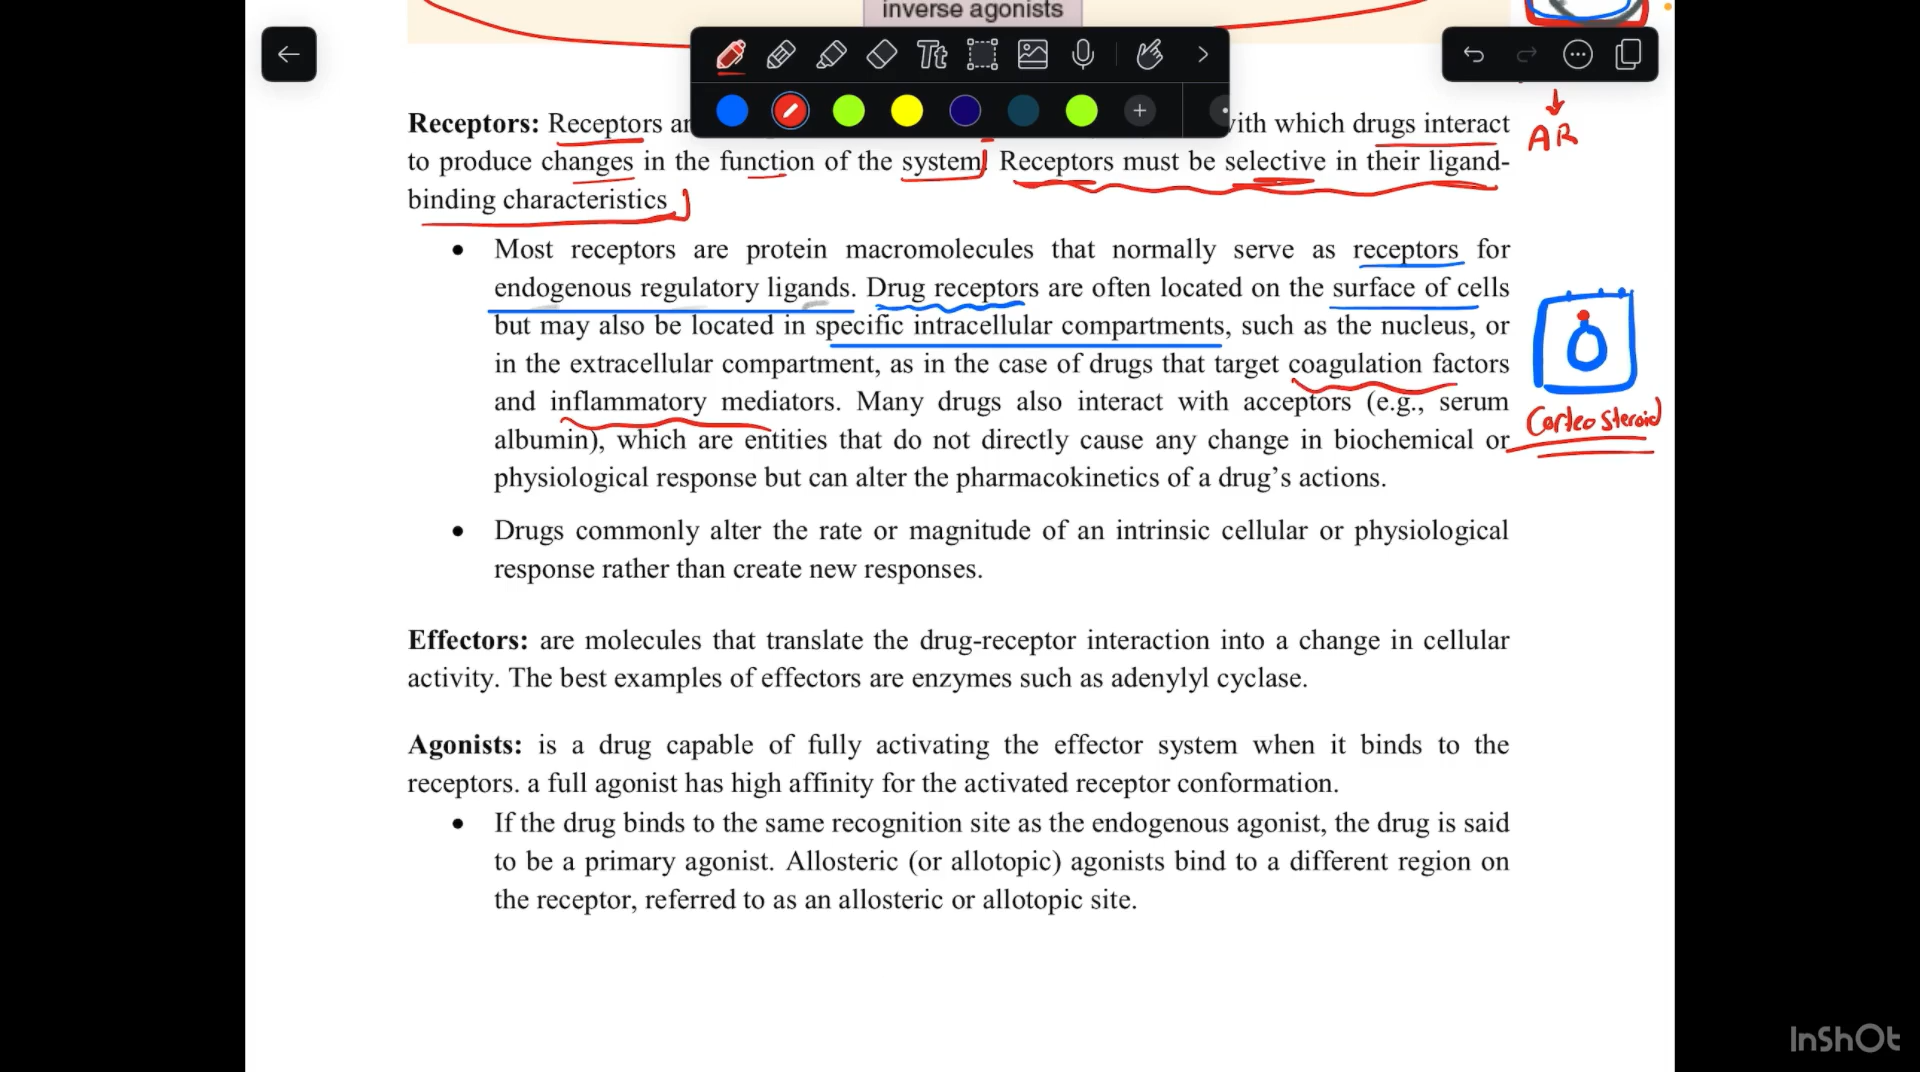 inverse agonists
Tt
Receptors: Receptors ar with which drugs interact
AR
to produce changes in the function of the system. Receptors must be selective in their ligand-
binding characteristics
• Most receptors are protein macromolecules that normally serve as receptors for
endogenous regulatory ligands. Drug receptors are often located on the surface of cells
but may also be located in specific intracellular compartments, such as the nucleus, or
in the extracellular compartment, as in the case of drugs that target coagulation factors
and inflammatory mediators. Many drugs also interact with acceptors (e.g., serum
Corteosteroid
albumin), which are entities that do not directly cause any change in biochemical or
physiological response but can alter the pharmacokinetics of a drug’s actions.
• Drugs commonly alter the rate or magnitude of an intrinsic cellular or physiological
response rather than create new responses.
Effectors: are molecules that translate the drug-receptor interaction into a change in cellular
activity. The best examples of effectors are enzymes such as adenylyl cyclase.
Agonists: is a drug capable of fully activating the effector system when it binds to the
receptors. a full agonist has high affinity for the activated receptor conformation.
• If the drug binds to the same recognition site as the endogenous agonist, the drug is said
to be a primary agonist. Allosteric (or allotopic) agonists bind to a different region on
the receptor, referred to as an allosteric or allotopic site.
InShOt